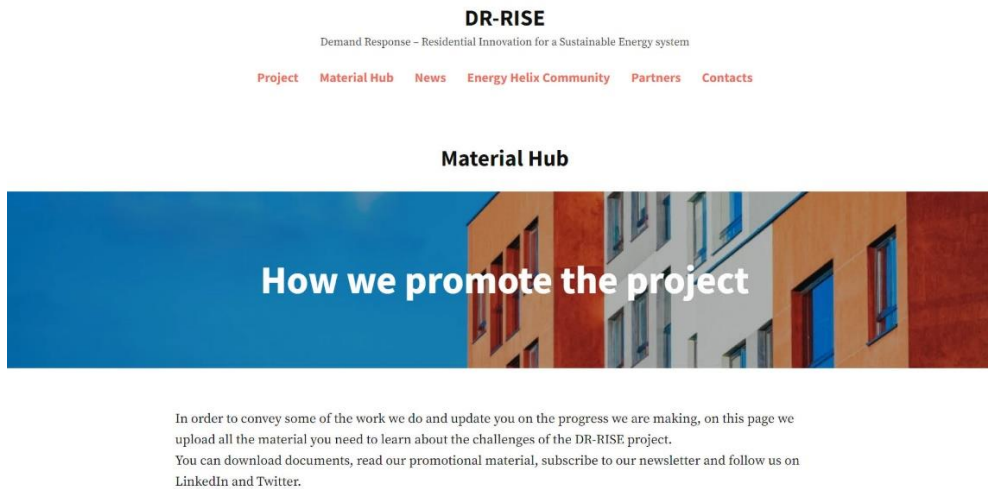 DR-RISE
Demand Response – Residential Innovation for a Sustainable Energy system
Project Material Hub News Energy Helix Community Partners Contacts
Material Hub
How we promote the project
In order to convey some of the work we do and update you on the progress we are making, on this page we
upload all the material you need to learn about the challenges of the DR-RISE project.
You can download documents, read our promotional material, subscribe to our newsletter and follow us on
LinkedIn and Twitter.